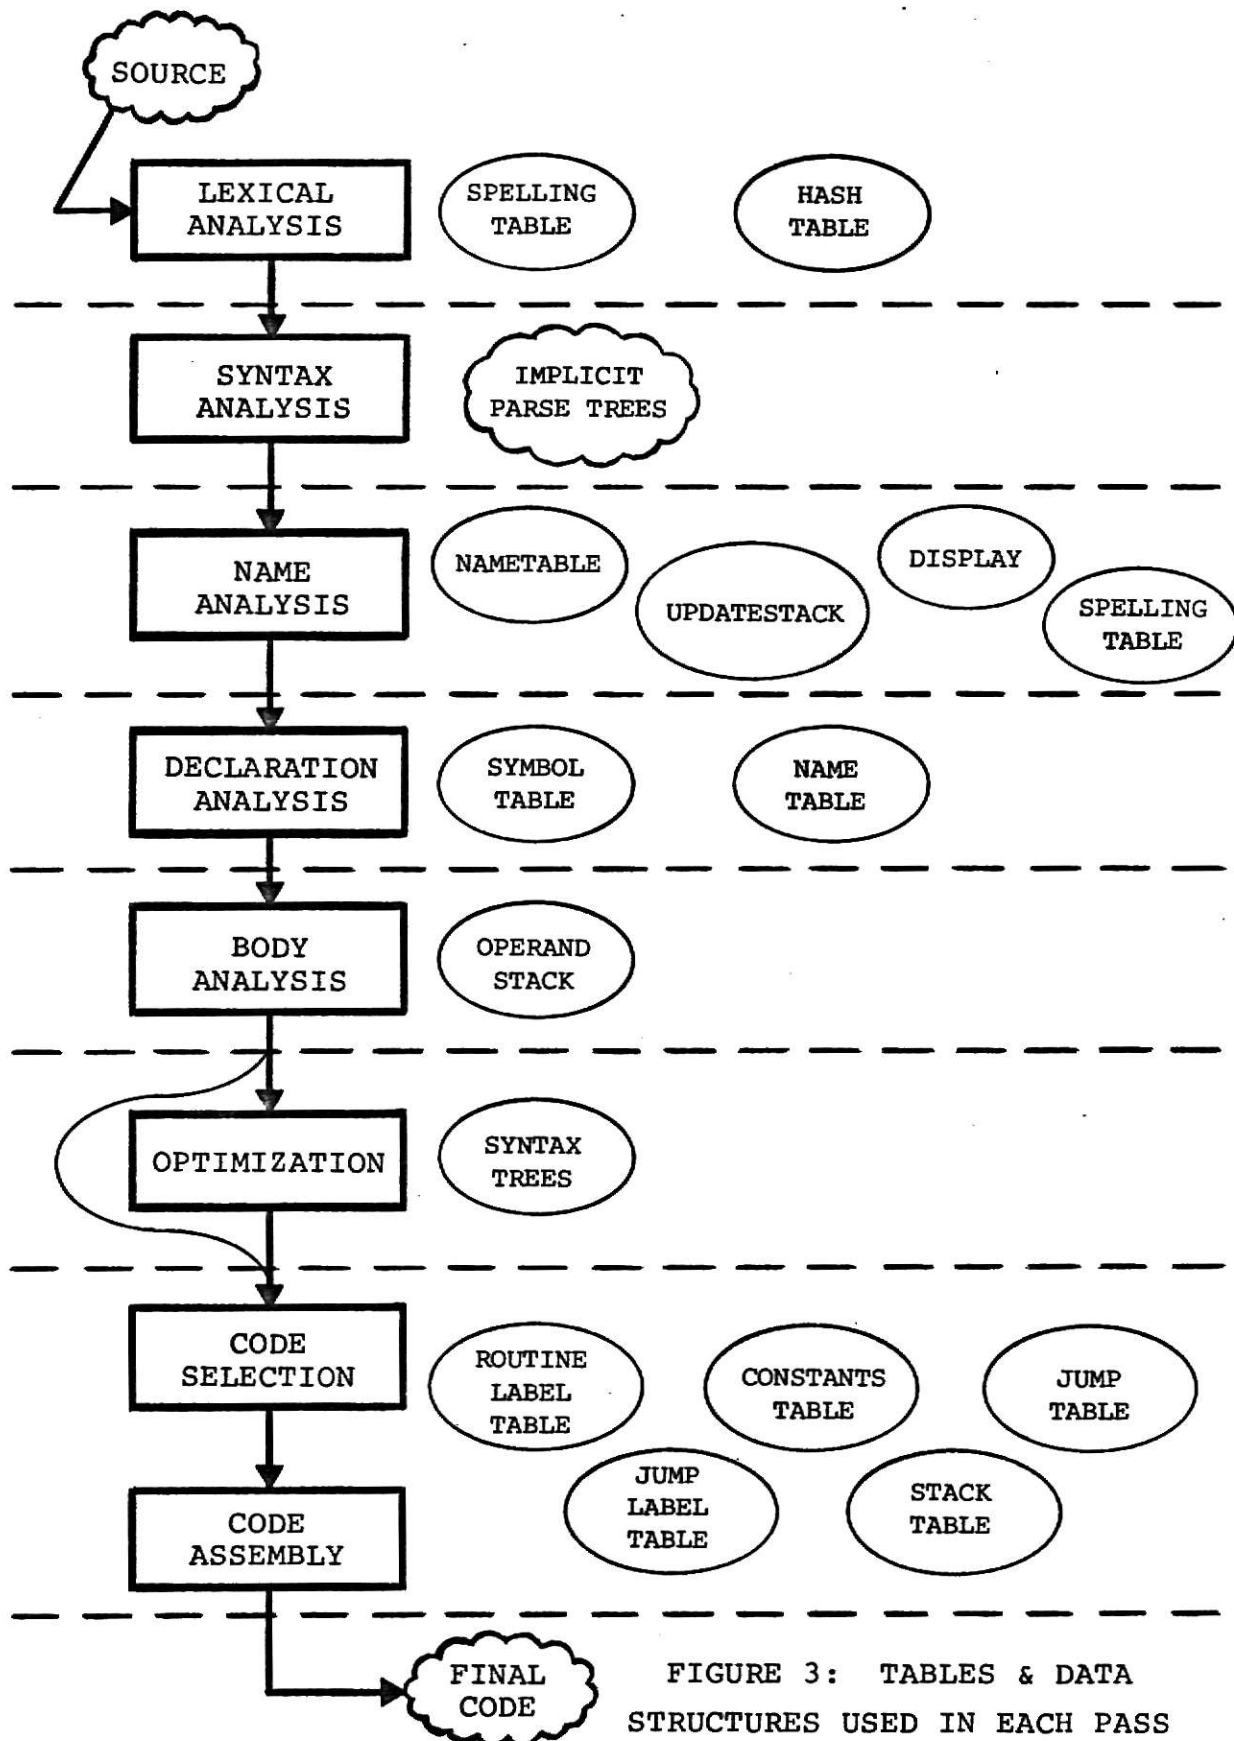 SOURCE
LEXICAL
ANALYSIS
SPELLING
TABLE
HASH
TABLE
SYNTAX
ANALYSIS
IMPLICIT
PARSE TREES
NAME
ANALYSIS
NAMETABLE
UPDATESTACK
DISPLAY
SPELLING
TABLE
DECLARATION
ANALYSIS
SYMBOL
TABLE
NAME
TABLE
BODY
ANALYSIS
OPERAND
STACK
OPTIMIZATION
SYNTAX
TREES
CODE
SELECTION
ROUTINE
LABEL
TABLE
CONSTANTS
TABLE
JUMP
TABLE
CODE
ASSEMBLY
JUMP
LABEL
TABLE
STACK
TABLE
FINAL
CODE
FIGURE 3: TABLES & DATA
STRUCTURES USED IN EACH PASS